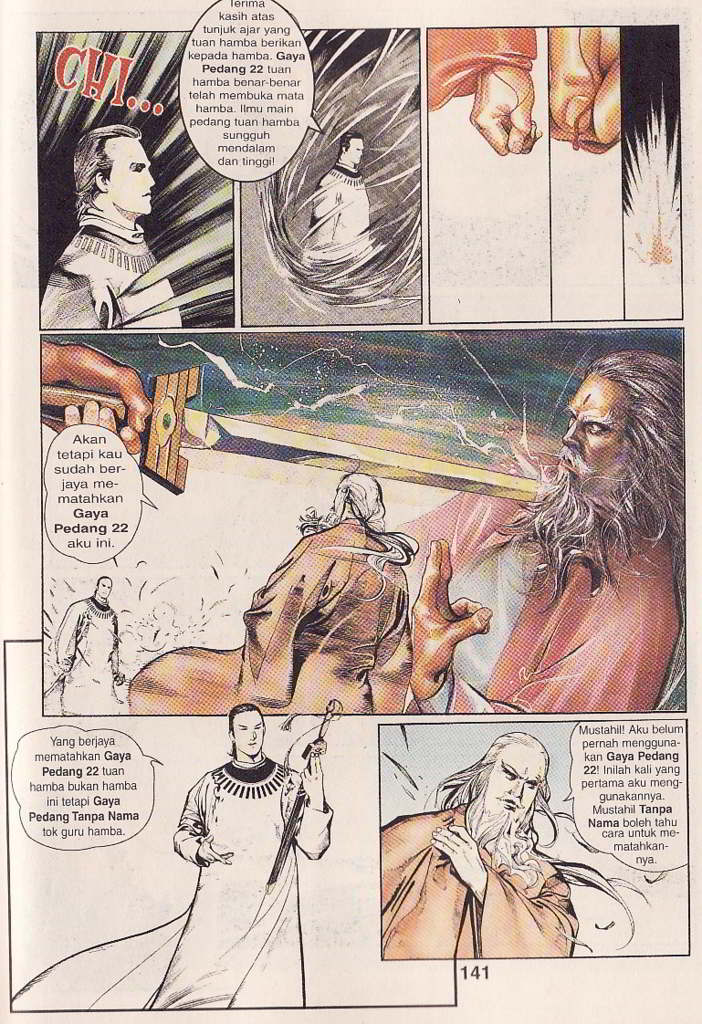 CHI...
Terima
kasih atas
tunjuk ajar yang
tuan hamba berikan
kepada hamba. Gaya
Pedang 22 tuan
hamba benar-benar
telah membuka mata
hamba. Ilmu main
pedang tuan hamba
sungguh
mendalam
dan tinggi!
Akan
tetapi kau
sudah ber-
jaya me-
matahkan
Gaya
Pedang 22
aku ini.
Yang berjaya
mematahkan Gaya
Pedang 22 tuan
hamba bukan hamba
ini tetapi Gaya
Pedang Tanpa Nama
tok guru hamba.
Mustahil! Aku belum
pernah mengguna-
kan Gaya Pedang
22! Inilah kali yang
pertama aku meng-
gunakannya.
Mustahil Tanpa
Nama boleh tahu
cara untuk me-
matahkan-
nya.
141